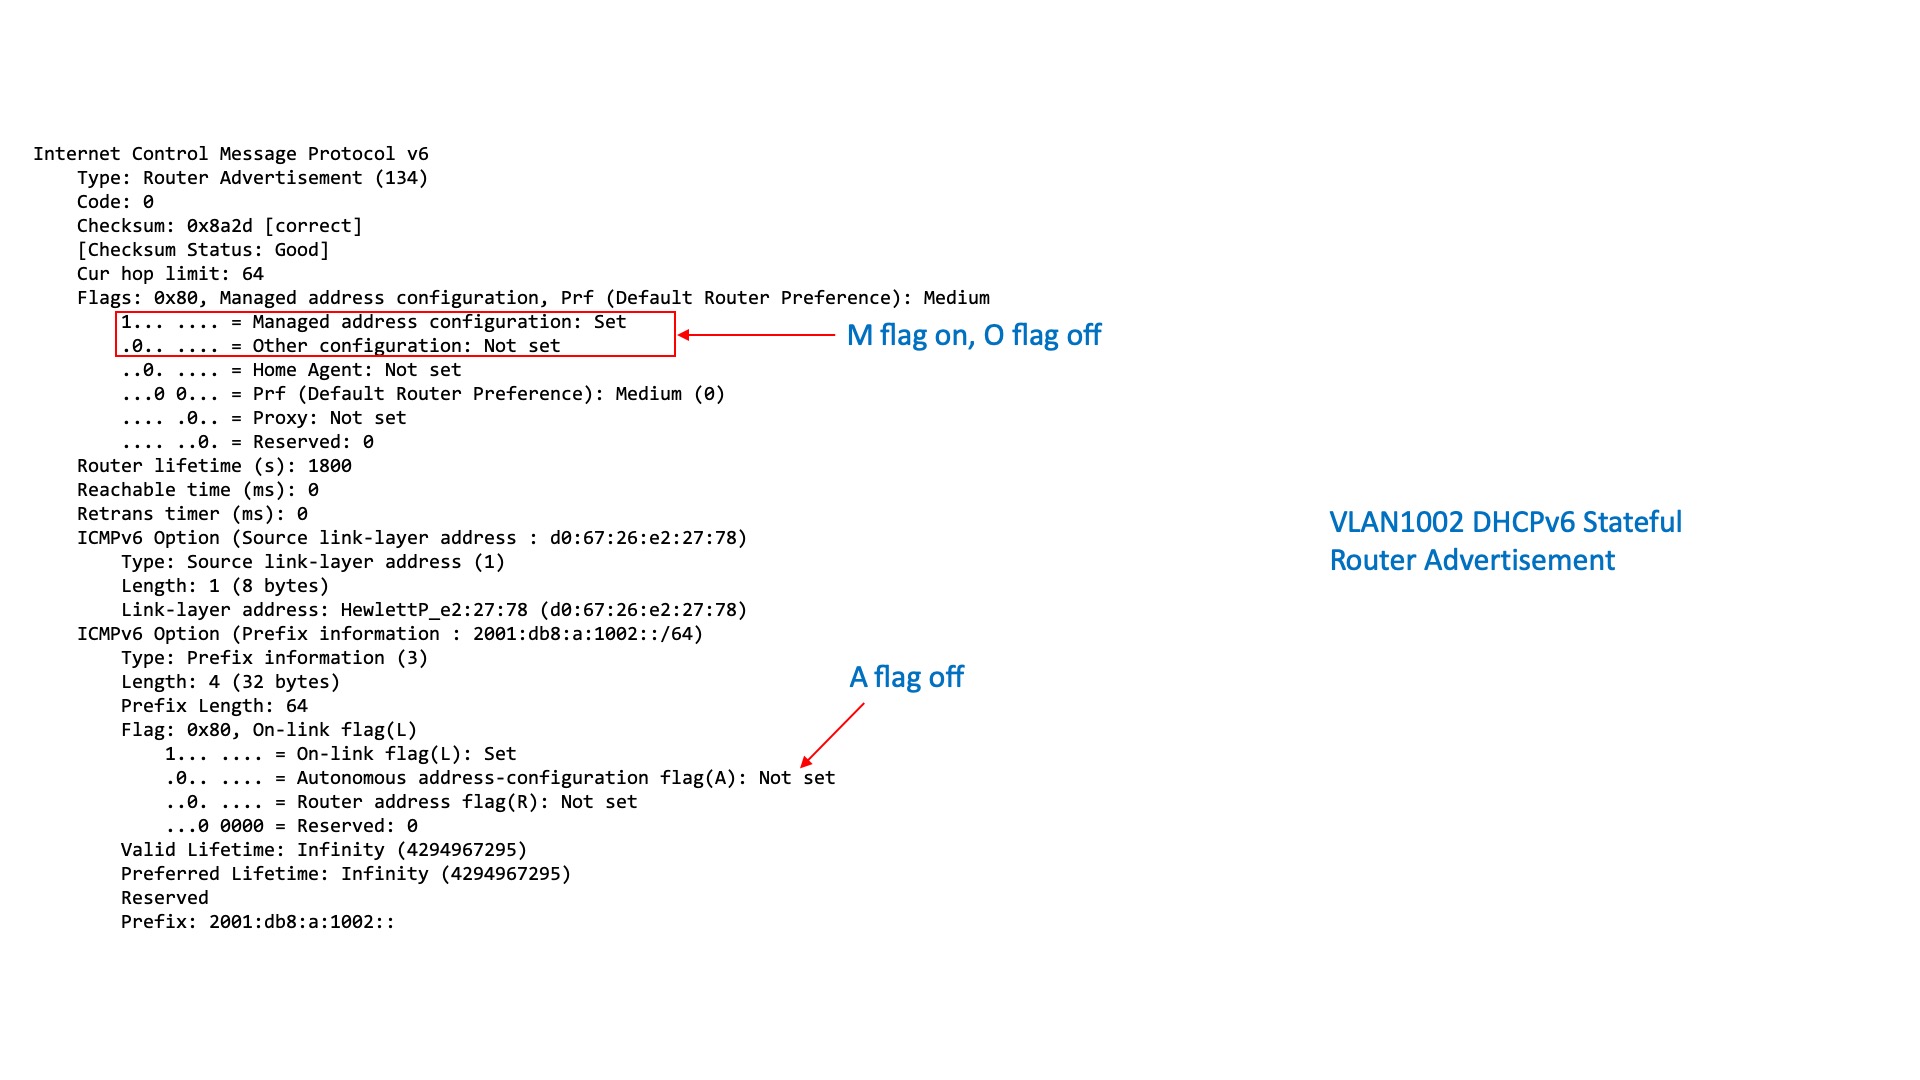 Internet Control Message Protocol v6
Type: Router Advertisement (134)
Code: 0
Checksum: 0x8a2d [correct]
[Checksum Status: Good]
Cur hop limit: 64
Flags: 0x80, Managed address configuration, Prf (Default Router Preference): Medium
1... .... = Managed address configuration: Set
.0.. .... = Other configuration: Not set
M flag on, O flag off
..0. .... = Home Agent: Not set
...0 0... = Prf (Default Router Preference): Medium (0)
.... .0.. = Proxy: Not set
.... ..0. = Reserved: 0
Router lifetime (s): 1800
Reachable time (ms): 0
Retrans timer (ms): 0
ICMPv6 Option (Source link-layer address : d0:67:26:e2:27:78)
Type: Source link-layer address (1)
Length: 1 (8 bytes)
Link-layer address: HewlettP_e2:27:78 (d0:67:26:e2:27:78)
ICMPv6 Option (Prefix information : 2001:db8:a:1002::/64)
Type: Prefix information (3)
Length: 4 (32 bytes)
Prefix Length: 64
Flag: 0x80, On-link flag(L)
1... .... = On-link flag(L): Set
.0.. .... = Autonomous address-configuration flag(A): Not set
A flag off
..0. .... = Router address flag(R): Not set
...0 0000 = Reserved: 0
Valid Lifetime: Infinity (4294967295)
Preferred Lifetime: Infinity (4294967295)
Reserved
Prefix: 2001:db8:a:1002::
VLAN1002 DHCPv6 Stateful
Router Advertisement